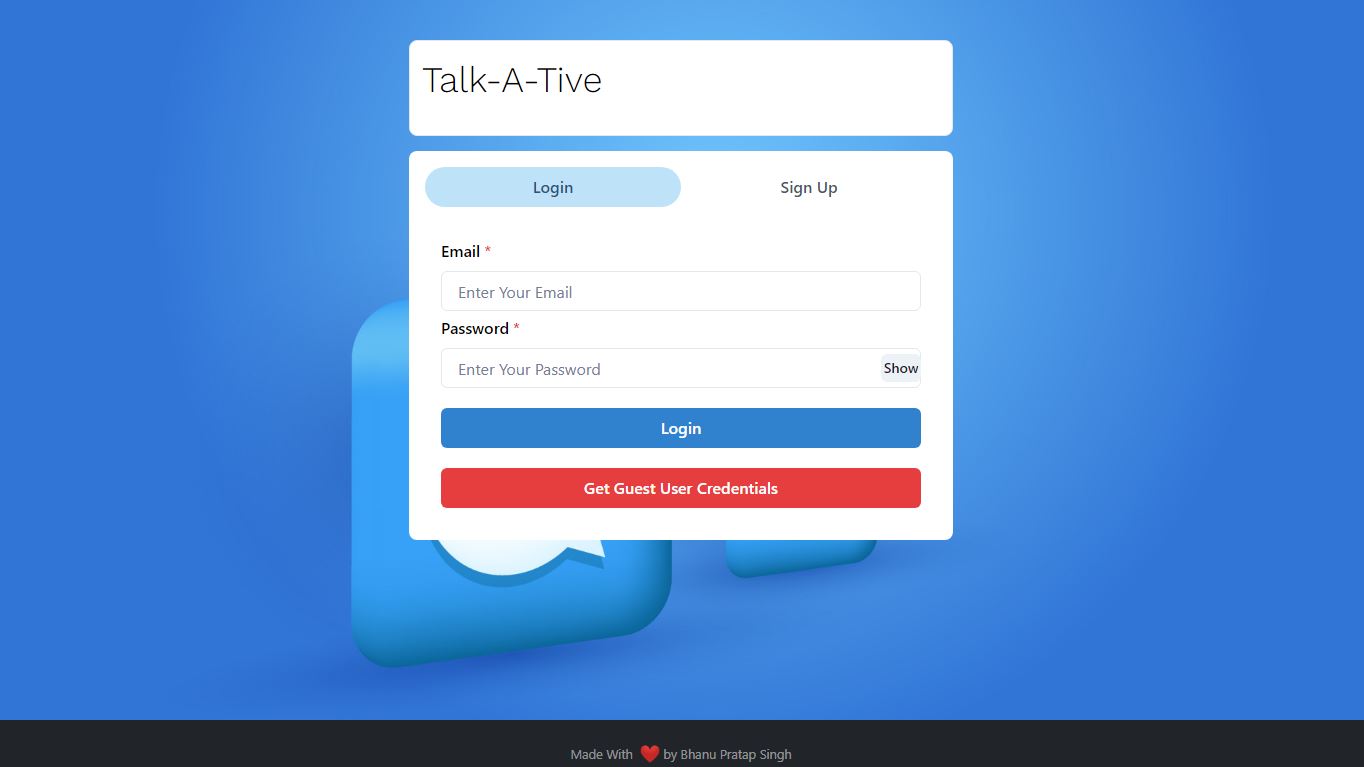 Talk-A-Tive
Login
Sign Up
Email *
Enter Your Email
Password *
Enter Your Password
Show
Login
Get Guest User Credentials
Made With ❤️ by Bhanu Pratap Singh